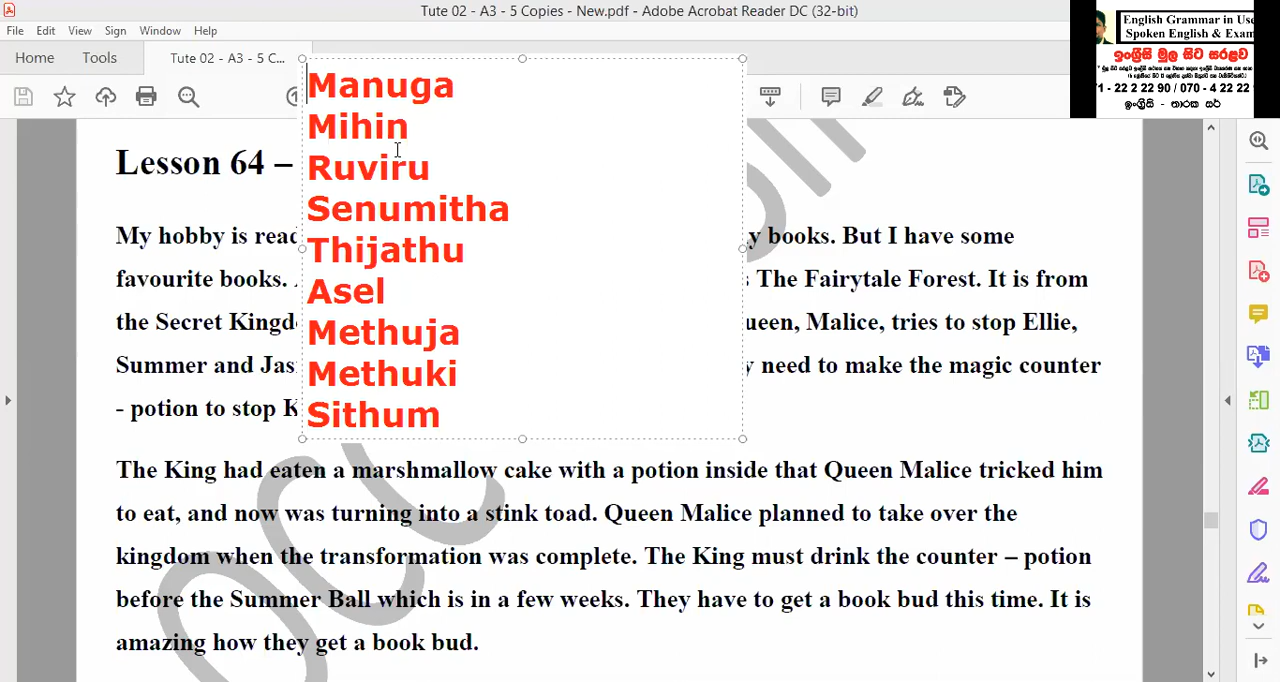 Tute 02 - A3 - 5 Copies - New.pdf - Adobe Acrobat Reader DC (32-bit)
File Edit View Sign Window Help
Home Tools Tute 02 - A3 - 5 C...
English Grammar in Use
Spoken English & Exam
ඉංග්‍රීසි මුල සිට සරළව
71 - 22 2 22 90 / 070 - 4 22 22
ඉංග්‍රීසි - තාරක සර්
Manuga
Mihin
Ruviru
Senumitha
Thijathu
Asel
Methuja
Methuki
Sithum
Lesson 64 –
My hobby is read y books. But I have some
favourite books. s The Fairytale Forest. It is from
the Secret Kingd ueen, Malice, tries to stop Ellie,
Summer and Jas y need to make the magic counter
- potion to stop K
The King had eaten a marshmallow cake with a potion inside that Queen Malice tricked him
to eat, and now was turning into a stink toad. Queen Malice planned to take over the
kingdom when the transformation was complete. The King must drink the counter – potion
before the Summer Ball which is in a few weeks. They have to get a book bud this time. It is
amazing how they get a book bud.